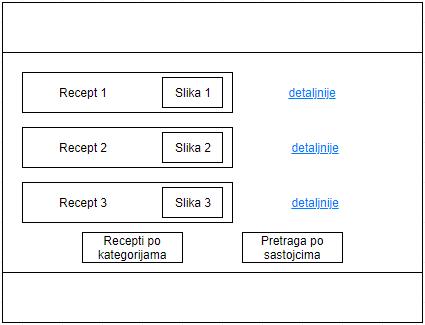 Recept 1 Slika 1 detaljnije
Recept 2 Slika 2 detaljnije
Recept 3 Slika 3 detaljnije
Recepti po
kategorijama
Pretraga po
sastojcima